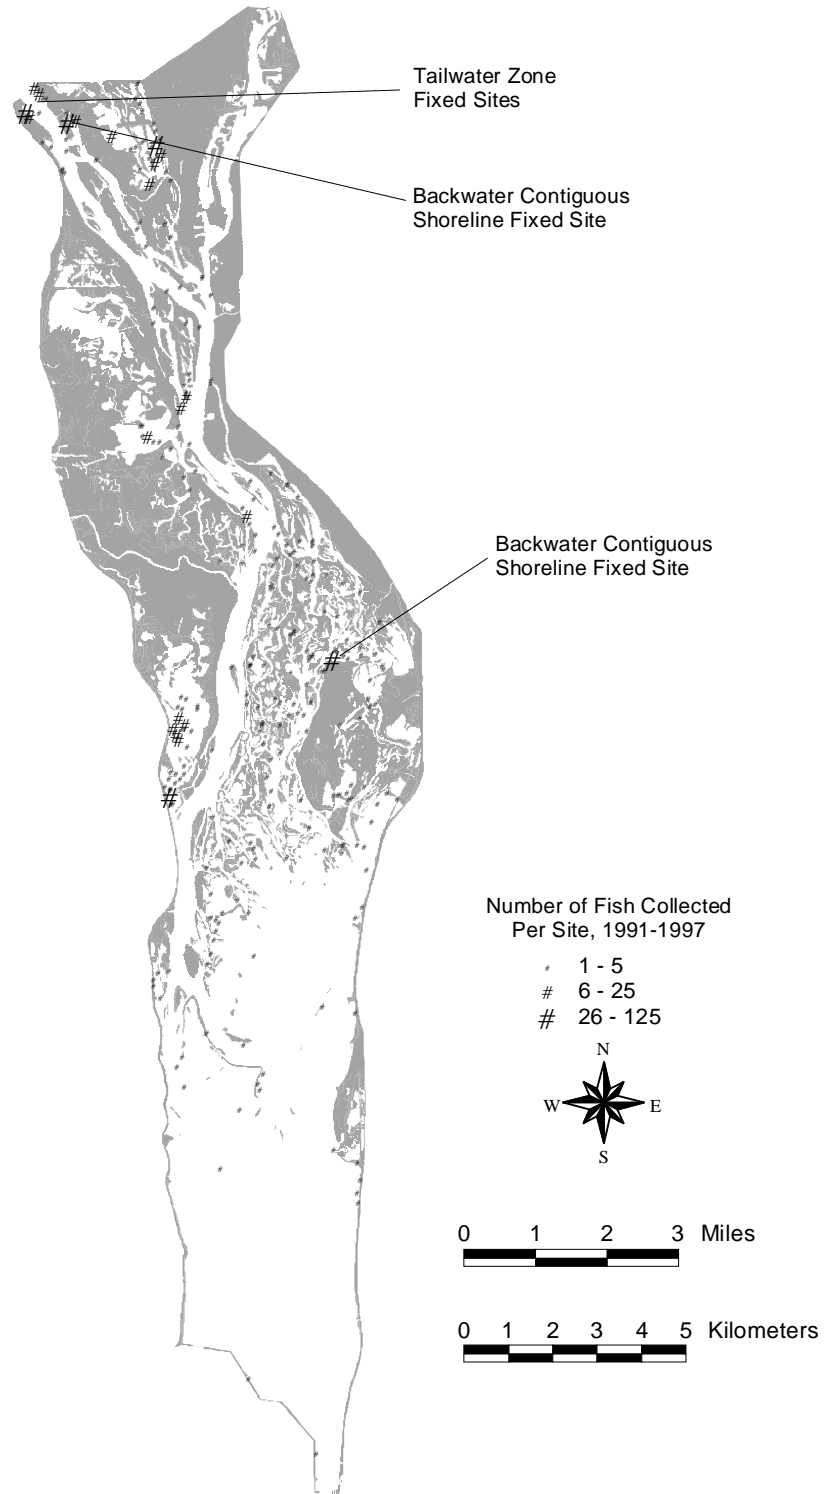 Tailwater Zone
Fixed Sites
Backwater Contiguous
Shoreline Fixed Site
Backwater Contiguous
Shoreline Fixed Site
Number of Fish Collected
Per Site, 1991-1997
# 1 - 5
# 6 - 25
# 26 - 125
N
W E
S
0 1 2 3 Miles
0 1 2 3 4 5 Kilometers